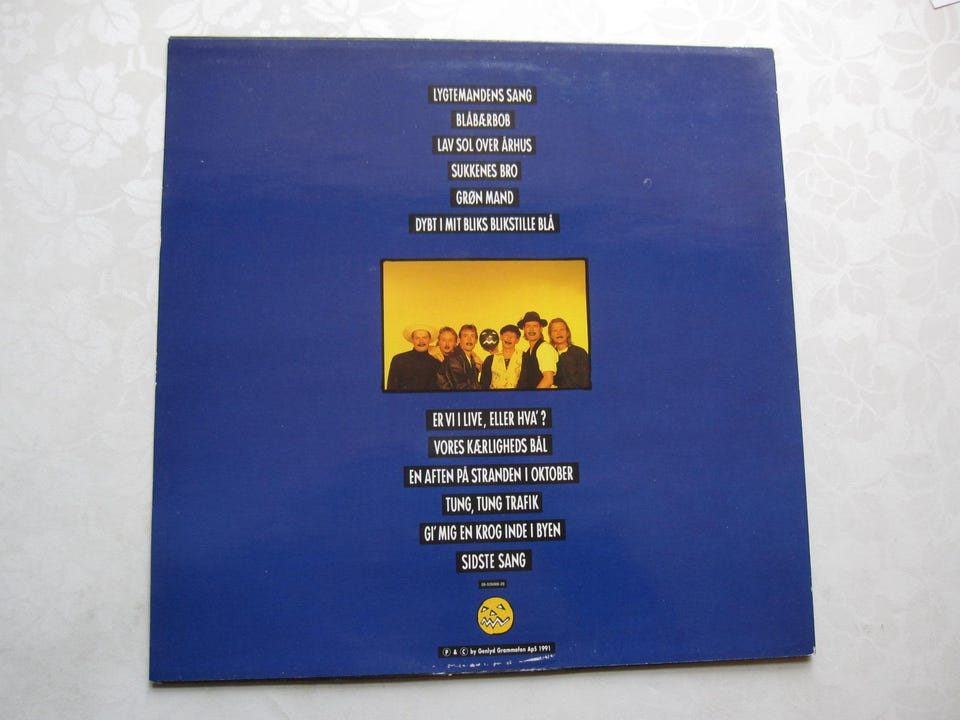 LYGTEMANDENS SANG
BLÅBÆRBOB
LAV SOL OVER ÅRHUS
SUKKENES BRO
GRØN MAND
DYBT I MIT BLIKS BLIKSTILLE BLÅ
ER VI I LIVE, ELLER HVA'?
VORES KÆRLIGHEDS BÅL
EN AFTEN PÅ STRANDEN I OKTOBER
TUNG, TUNG TRAFIK
GI' MIG EN KROG INDE I BYEN
SIDSTE SANG
Ⓟ & Ⓒ by Genlyd Grammofon ApS 1991